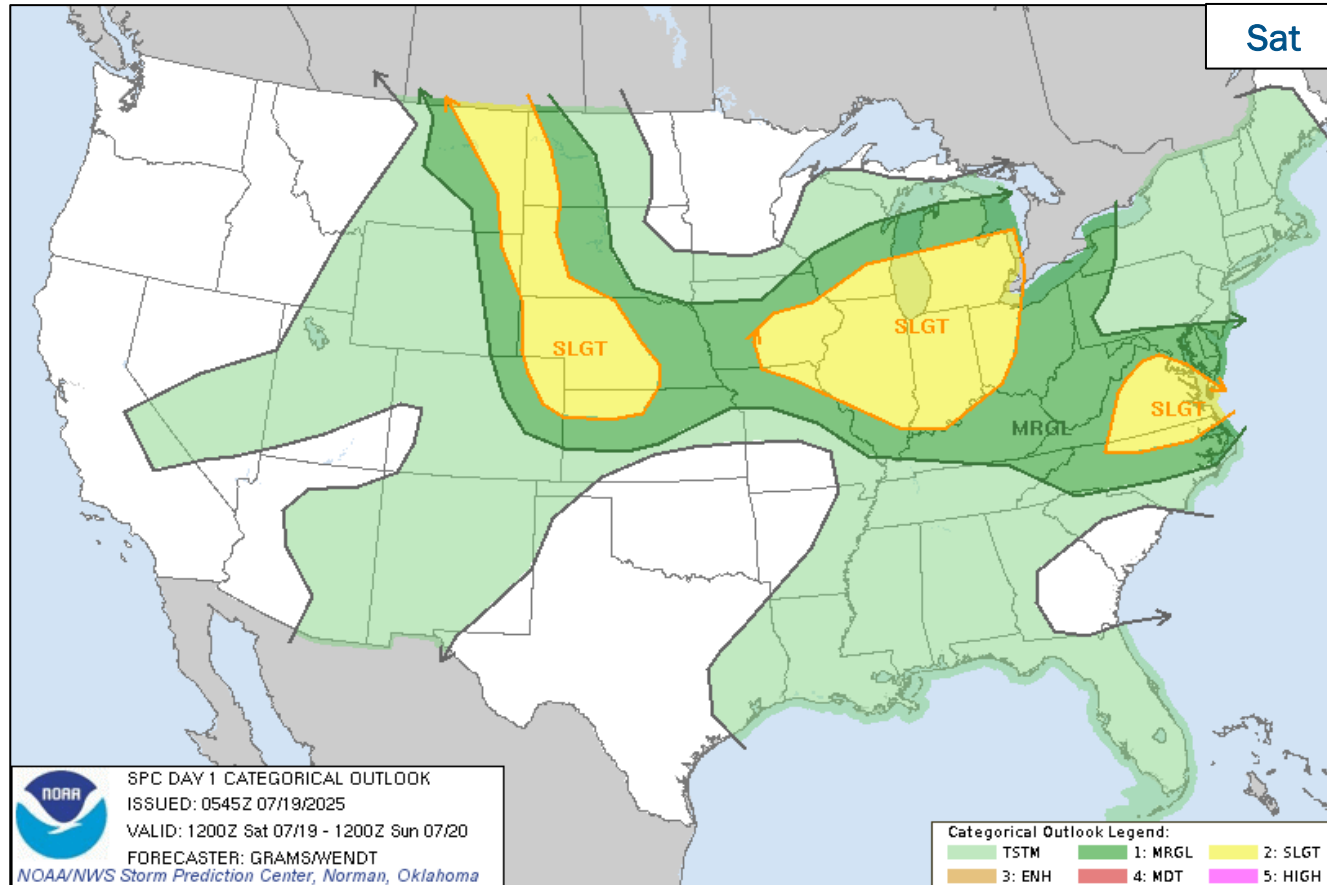 Sat
SLGT
SLGT
SLGT
MRGL
NOAA
SPC DAY 1 CATEGORICAL OUTLOOK
ISSUED: 0545Z 07/19/2025
VALID: 1200Z Sat 07/19 - 1200Z Sun 07/20
FORECASTER: GRAMS/WENDT
NOAA/NWS Storm Prediction Center, Norman, Oklahoma
Categorical Outlook Legend:
TSTM 1: MRGL 2: SLGT
3: ENH 4: MDT 5: HIGH